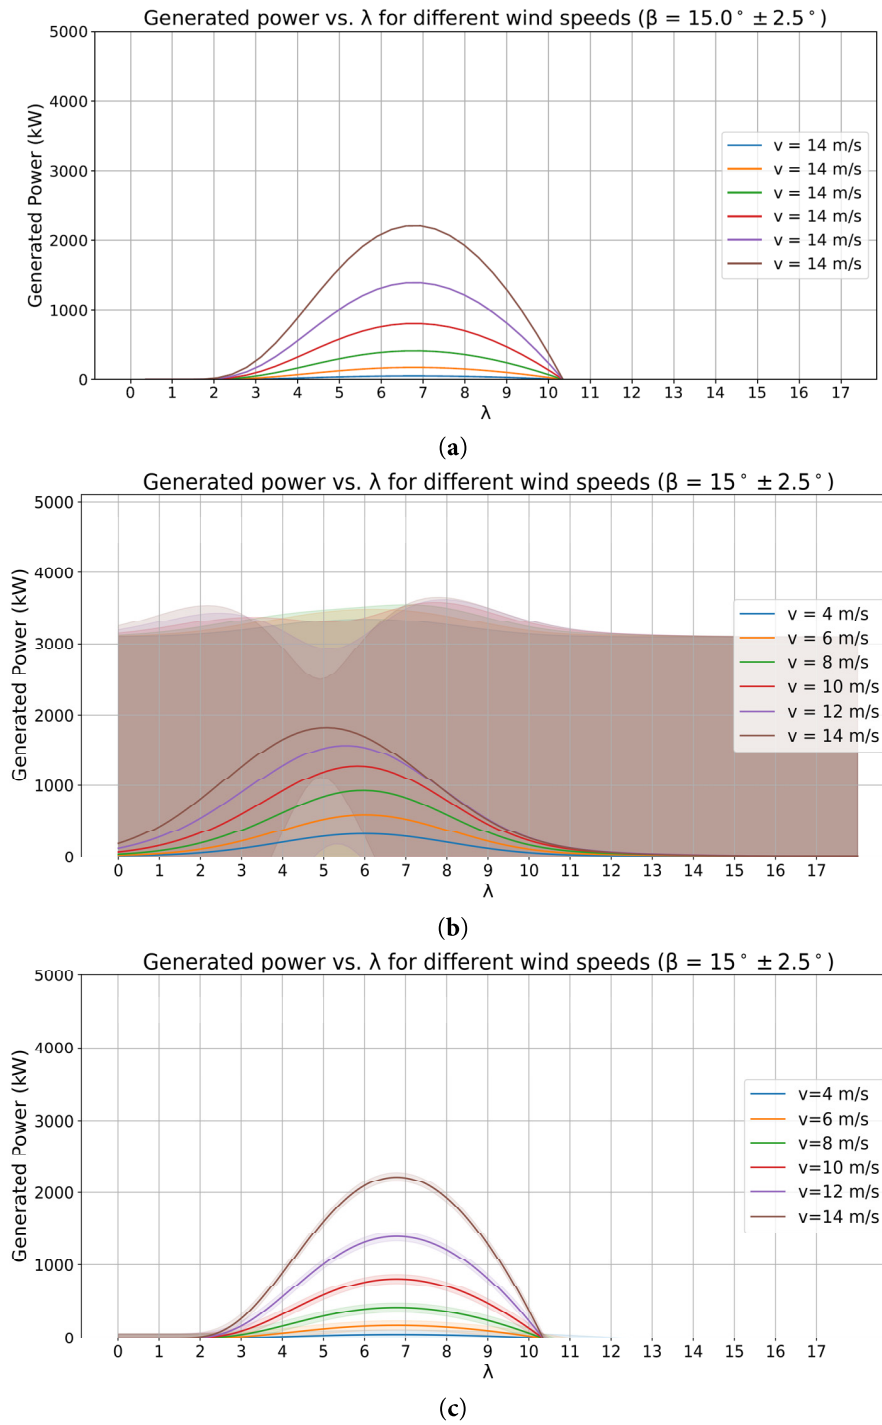 Generated power vs. λ for different wind speeds (β = 15.0° ± 2.5°)
5000
4000
3000
2000
1000
0
Generated Power (kW)
v = 14 m/s
v = 14 m/s
v = 14 m/s
v = 14 m/s
v = 14 m/s
v = 14 m/s
0 1 2 3 4 5 6 7 8 9 10 11 12 13 14 15 16 17
λ
(a)
Generated power vs. λ for different wind speeds (β = 15° ± 2.5°)
5000
4000
3000
2000
1000
0
Generated Power (kW)
v = 4 m/s
v = 6 m/s
v = 8 m/s
v = 10 m/s
v = 12 m/s
v = 14 m/s
0 1 2 3 4 5 6 7 8 9 10 11 12 13 14 15 16 17
λ
(b)
Generated power vs. λ for different wind speeds (β = 15° ± 2.5°)
5000
4000
3000
2000
1000
0
Generated Power (kW)
v=4 m/s
v=6 m/s
v=8 m/s
v=10 m/s
v=12 m/s
v=14 m/s
0 1 2 3 4 5 6 7 8 9 10 11 12 13 14 15 16 17
λ
(c)